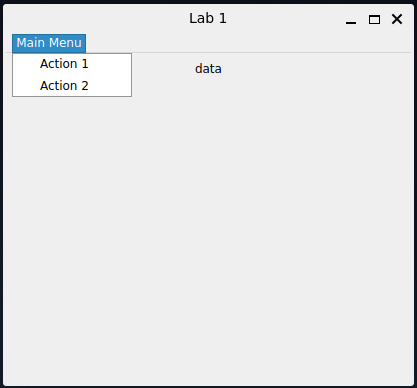 Lab 1
Main Menu
Action 1
data
Action 2